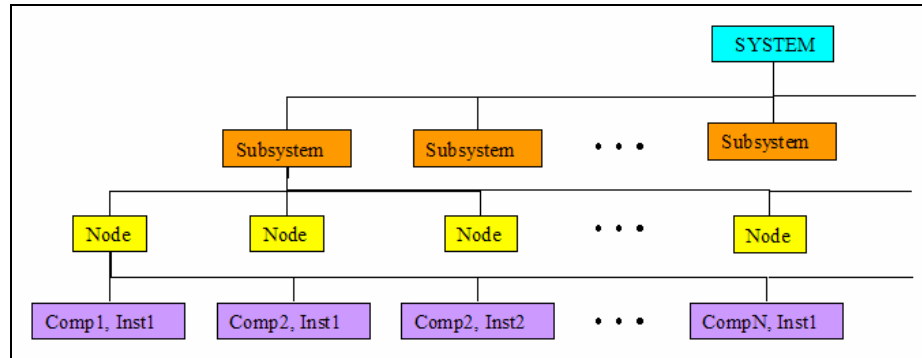 SYSTEM
Subsystem
Subsystem
• • •
Subsystem
Node
Node
Node
• • •
Node
Comp1, Inst1
Comp2, Inst1
Comp2, Inst2
• • •
CompN, Inst1